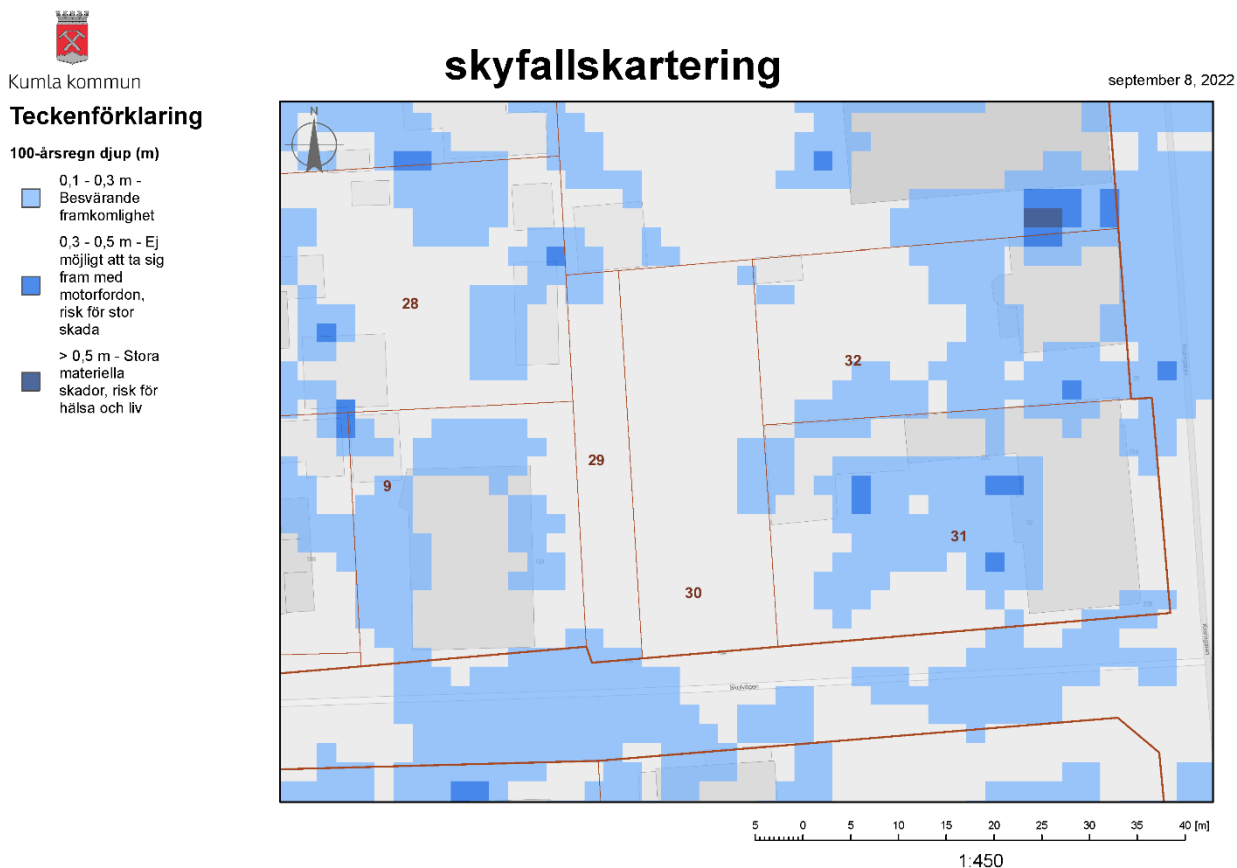 Kumla kommun
skyfallskartering
september 8, 2022
Teckenförklaring
100-årsregn djup (m)
0,1 - 0,3 m -
Besvärande
framkomlighet
0,3 - 0,5 m - Ej
möjligt att ta sig
fram med
motorfordon,
risk för stor
skada
> 0,5 m - Stora
materiella
skador, risk för
hälsa och liv
N
28
32
29
9
31
30
Skolvägen
5 0 5 10 15 20 25 30 35 40 [m]
1:450